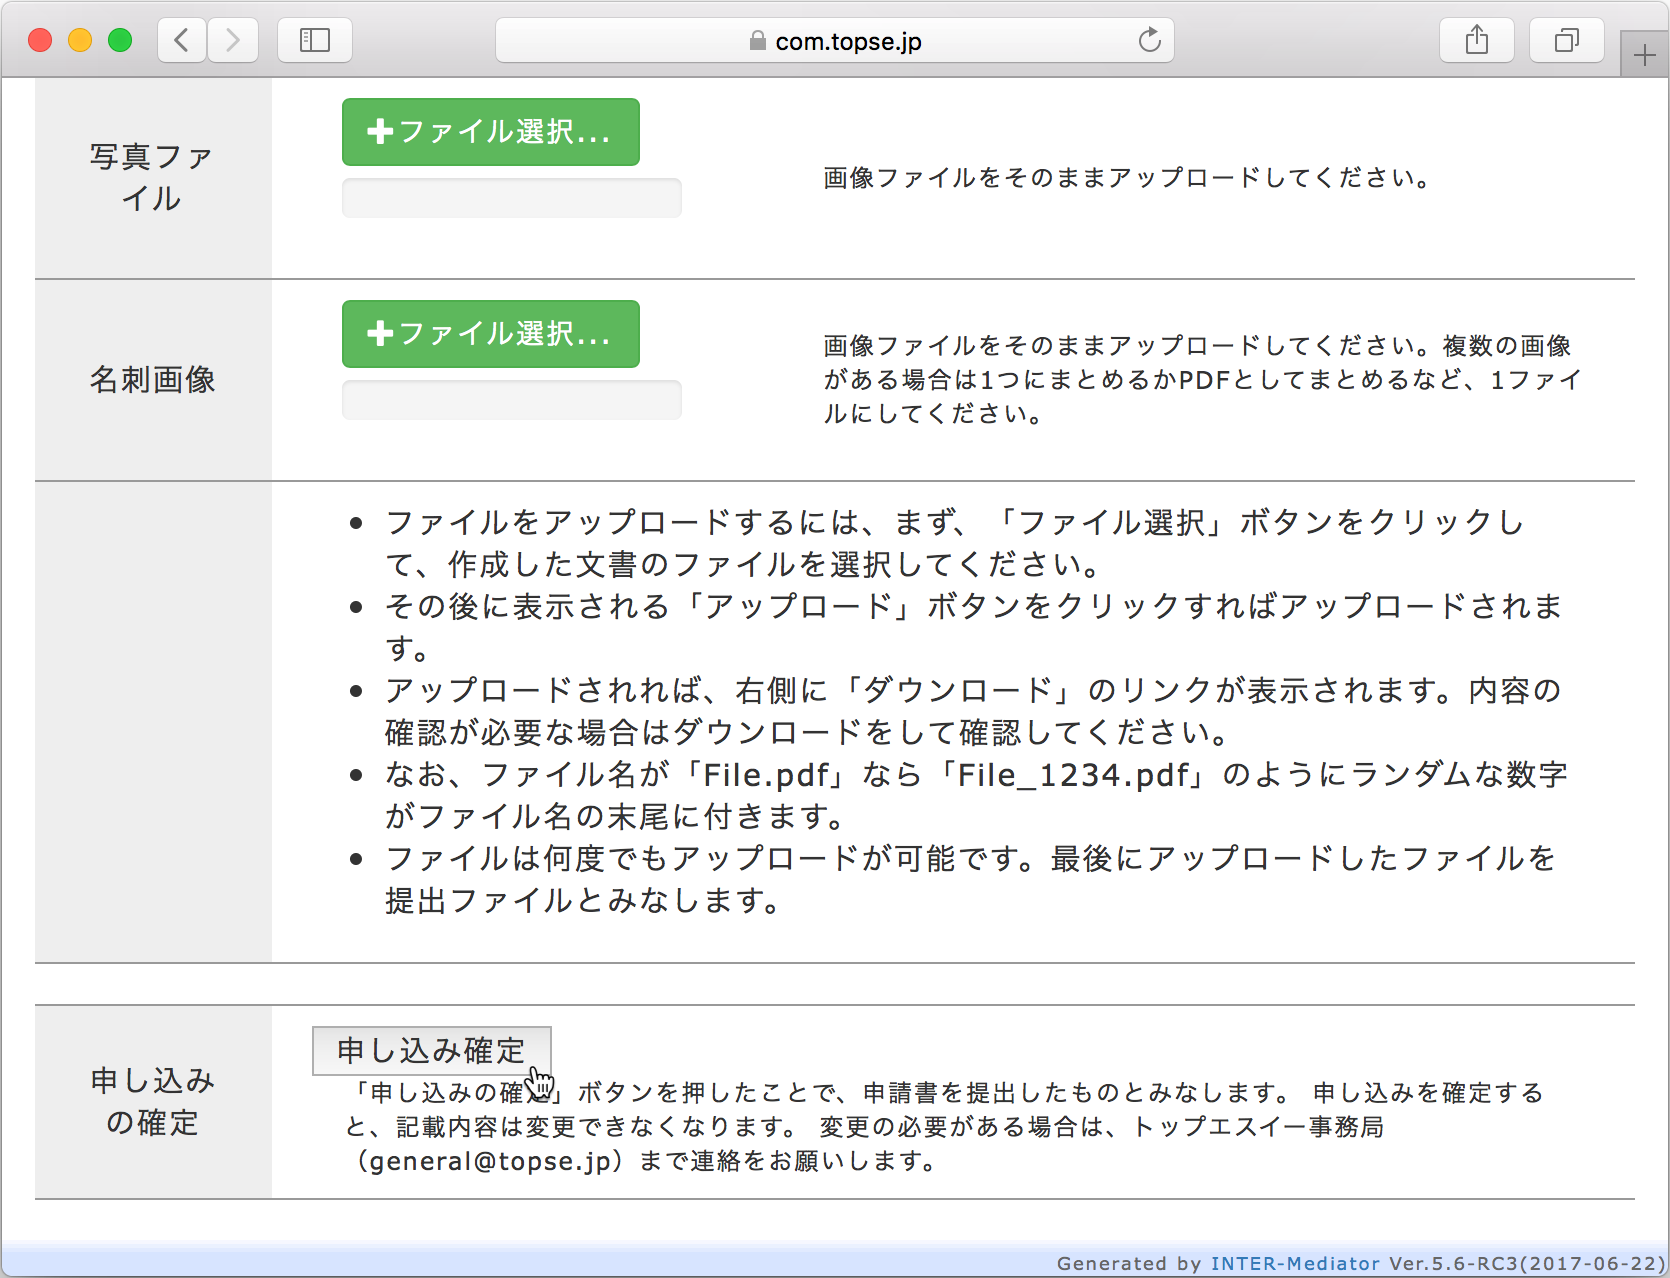 com.topse.jp
写真ファ
イル
ファイル選択...
画像ファイルをそのままアップロードしてください。
名刺画像
ファイル選択...
画像ファイルをそのままアップロードしてください。複数の画像
がある場合は1つにまとめるかPDFとしてまとめるなど、1ファイ
ルにしてください。
• ファイルをアップロードするには、まず、「ファイル選択」ボタンをクリックし
て、作成した文書のファイルを選択してください。
• その後に表示される「アップロード」ボタンをクリックすればアップロードされま
す。
• アップロードされれば、右側に「ダウンロード」のリンクが表示されます。内容の
確認が必要な場合はダウンロードをして確認してください。
• なお、ファイル名が「File.pdf」なら「File_1234.pdf」のようにランダムな数字
がファイル名の末尾に付きます。
• ファイルは何度でもアップロードが可能です。最後にアップロードしたファイルを
提出ファイルとみなします。
申し込み
の確定
申し込み確定
「申し込みの確定」ボタンを押したことで、申請書を提出したものとみなします。 申し込みを確定する
と、記載内容は変更できなくなります。 変更の必要がある場合は、トップエスイー事務局
（general@topse.jp）まで連絡をお願いします。
Generated by INTER-Mediator Ver.5.6-RC3(2017-06-22)